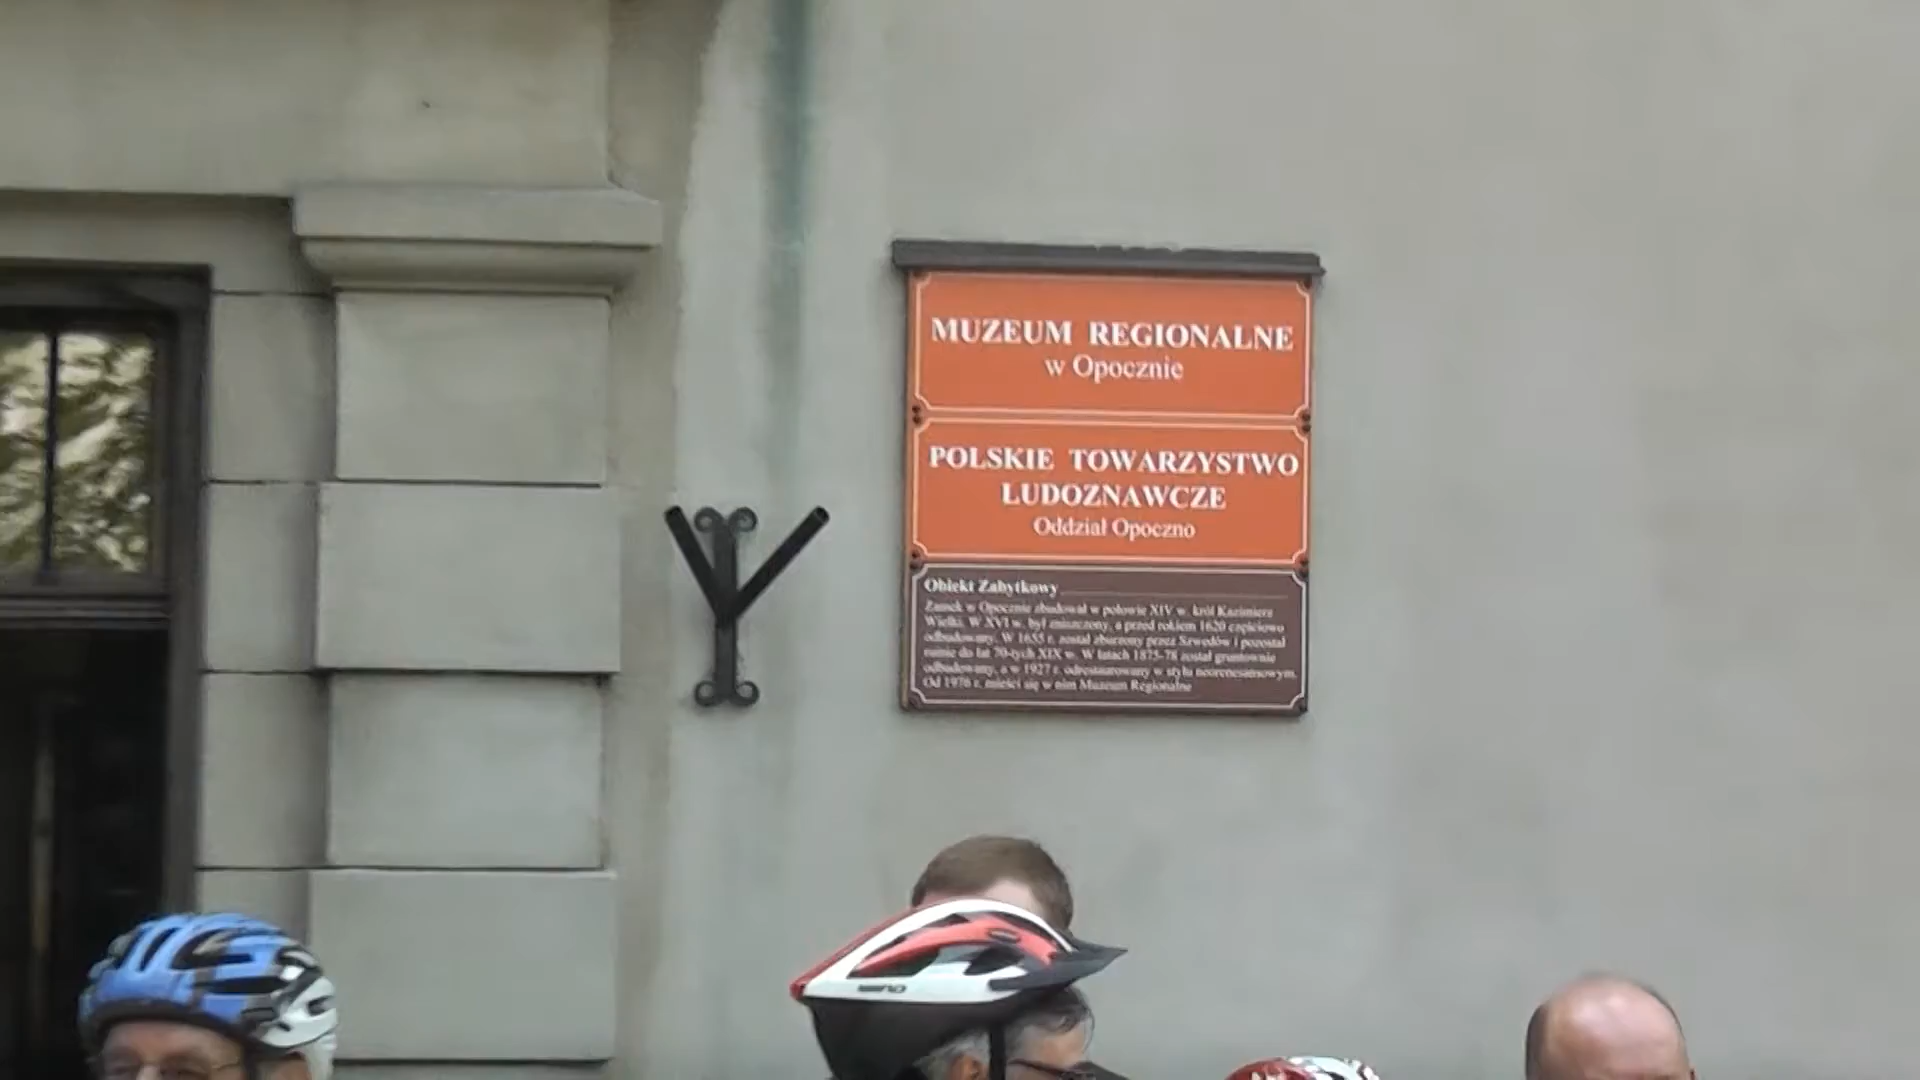 MUZEUM REGIONALNE
w Opocznie
POLSKIE TOWARZYSTWO
LUDOZNAWCZE
Oddział Opoczno
Obiekt Zabytkowy
Zamek w Opocznie zbudował w połowie XIV w. król Kazimierz
Wielki. W XVI w. był zniszczony, a przed rokiem 1620 częściowo
odbudowany. W 1655 r. został zburzony przez Szwedów i pozostał
ruinie do lat 70-tych XIX w. W latach 1875-78 został gruntownie
odbudowany, a w 1927 r. odrestaurowany w stylu neorenesansowym.
Od 1976 r. mieści się w nim Muzeum Regionalne